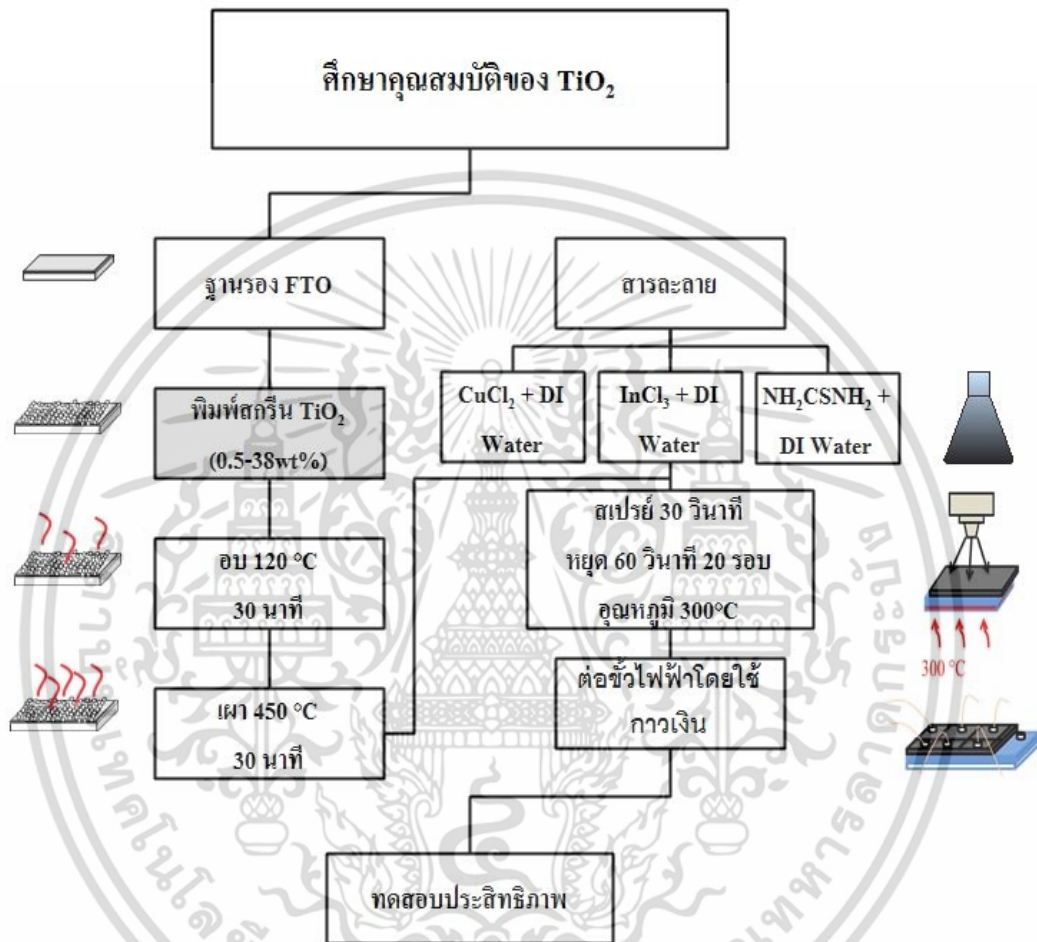 ศึกษาคุณสมบัติของ TiO₂
ฐานรอง FTO
สารละลาย
พิมพ์สกรีน TiO₂
(0.5-38wt%)
CuCl₂ + DI
Water
InCl₃ + DI
Water
NH₂CSNH₂ +
DI Water
อบ 120 °C
30 นาที
สเปรย์ 30 วินาที
หยุด 60 วินาที 20 รอบ
อุณหภูมิ 300°C
300 °C
เผา 450 °C
30 นาที
ต่อขั้วไฟฟ้าโดยใช้
กาวเงิน
ทดสอบประสิทธิภาพ